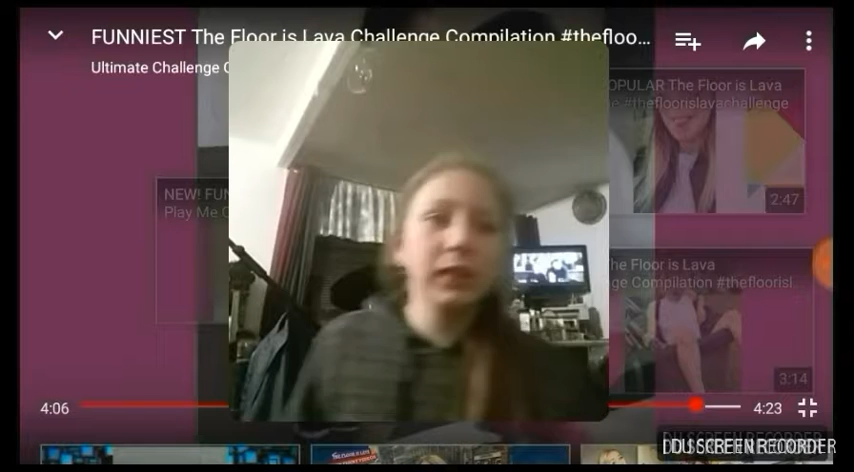 FUNNIEST The Floor is Lava Challenge Compilation #thefloo...
Ultimate Challenge C
OPULAR The Floor is Lava
e #thefloorislavachallenge
2:47
NEW! FUN
Play Me C
he Floor is Lava
ge Compilation #thefloorisl...
3:14
4:06
4:23
DU SCREEN RECORDER